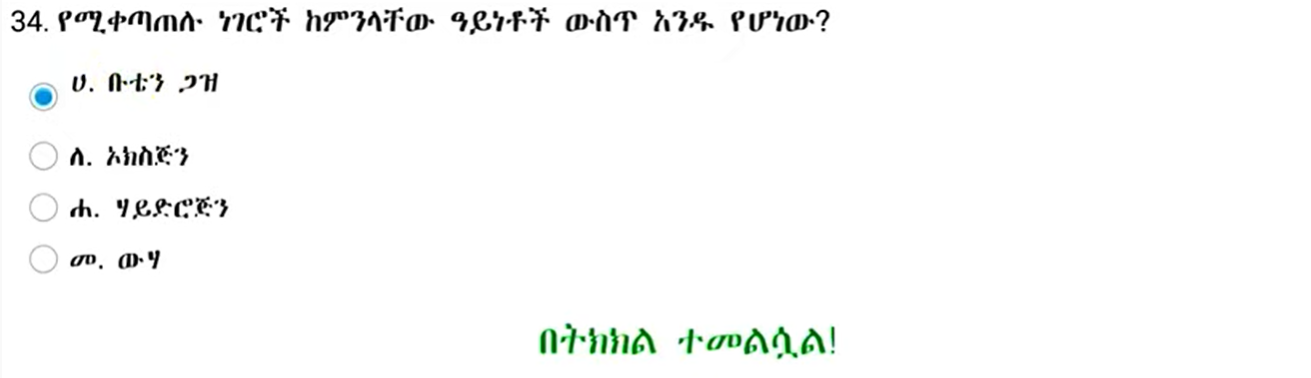 34. የሚቀጣጠሉ ነገሮች ከምንላቸው ዓይነቶች ውስጥ አንዱ የሆነው?
ሀ. ቡቴን ጋዝ
ለ. ኦክስጅን
ሐ. ሃይድሮጅን
መ. ውሃ
በትክክል ተመልሷል!